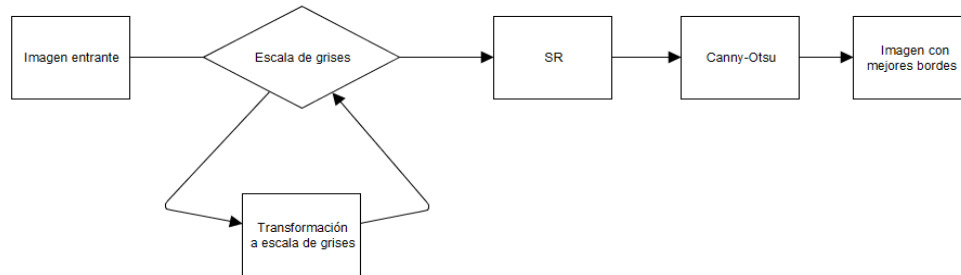 Imagen entrante
Escala de grises
SR
Canny-Otsu
Imagen con
mejores bordes
Transformación
a escala de grises